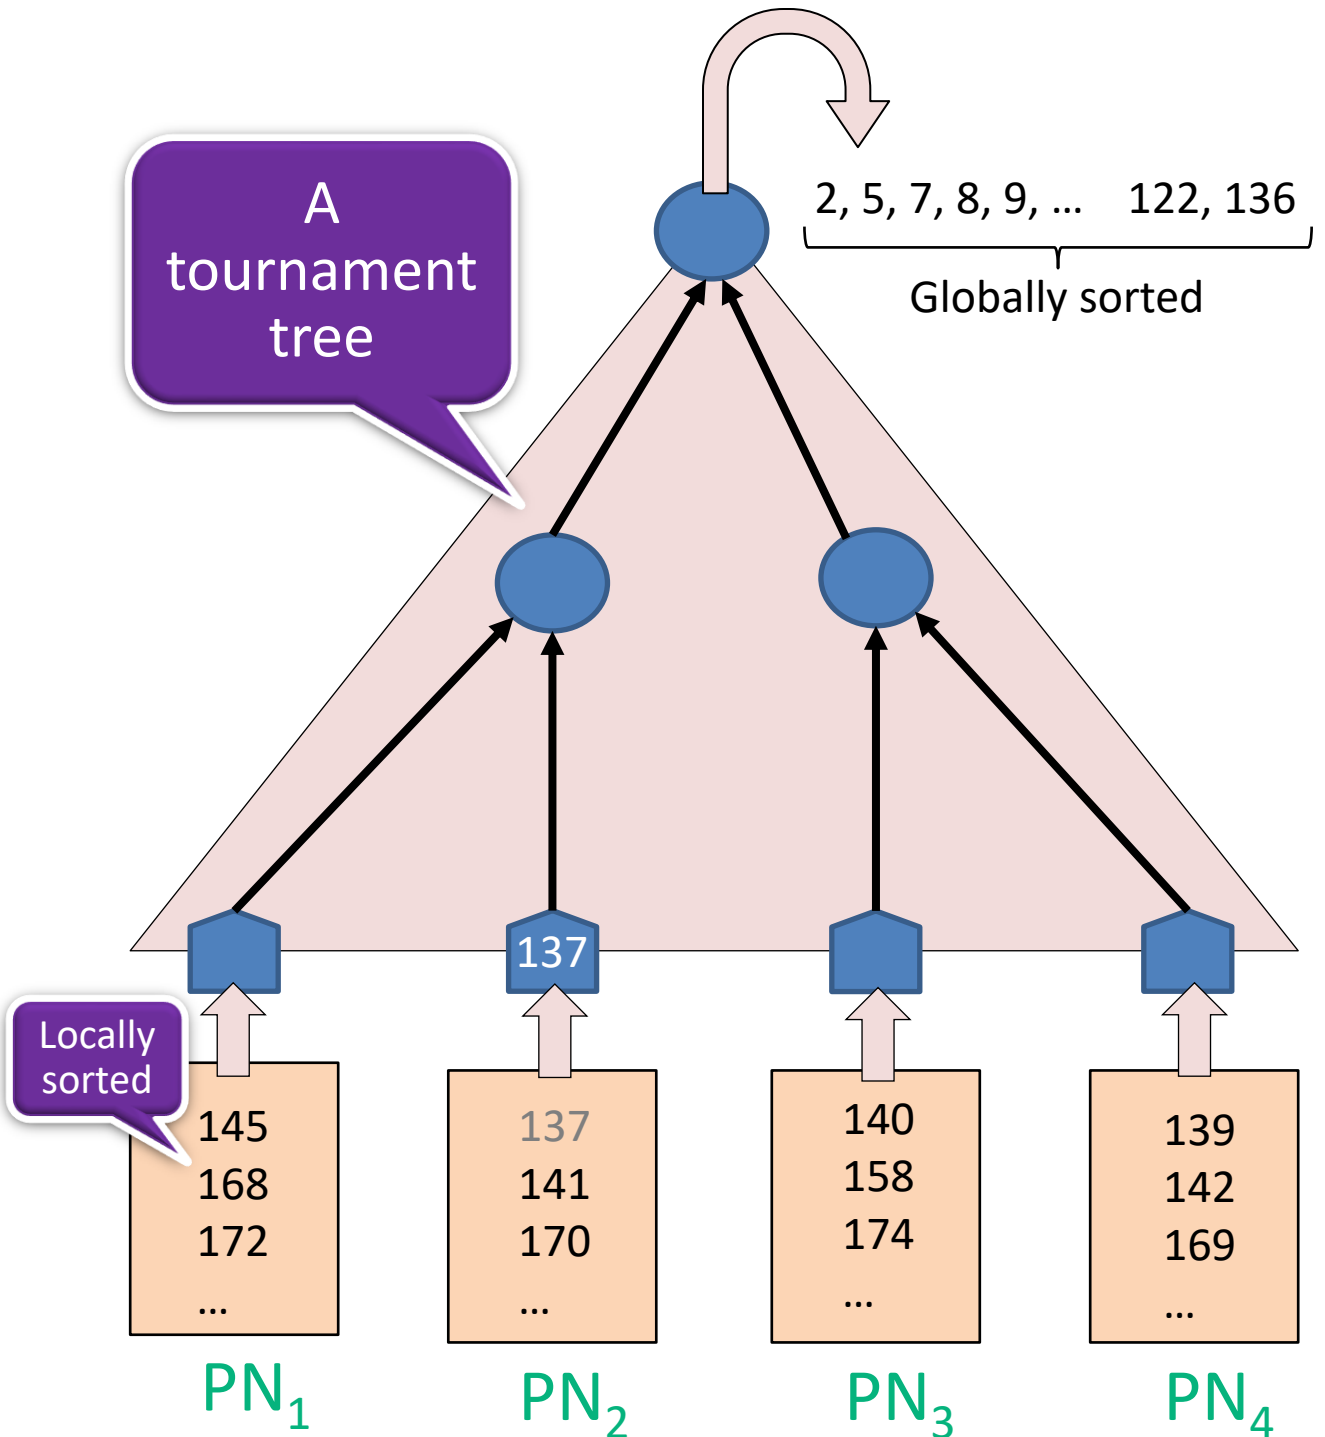 A
tournament
tree
2, 5, 7, 8, 9, … 122, 136
Globally sorted
137
Locally
sorted
145
168
172
…
137
141
170
…
140
158
174
…
139
142
169
…
PN1
PN2
PN3
PN4